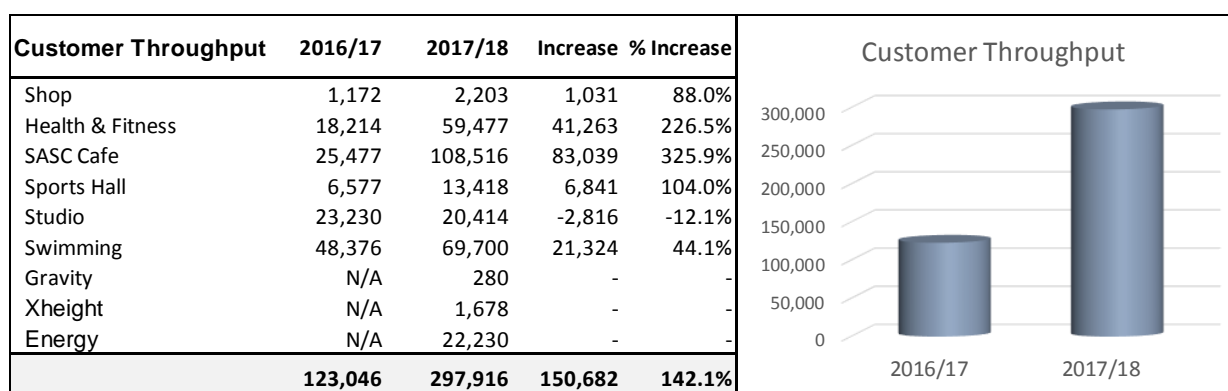 Customer Throughput 2016/17 2017/18 Increase % Increase
Shop 1,172 2,203 1,031 88.0%
Health & Fitness 18,214 59,477 41,263 226.5%
SASC Cafe 25,477 108,516 83,039 325.9%
Sports Hall 6,577 13,418 6,841 104.0%
Studio 23,230 20,414 -2,816 -12.1%
Swimming 48,376 69,700 21,324 44.1%
Gravity N/A 280 - -
Xheight N/A 1,678 - -
Energy N/A 22,230 - -
123,046 297,916 150,682 142.1%
Customer Throughput
300,000
250,000
200,000
150,000
100,000
50,000
0
2016/17 2017/18